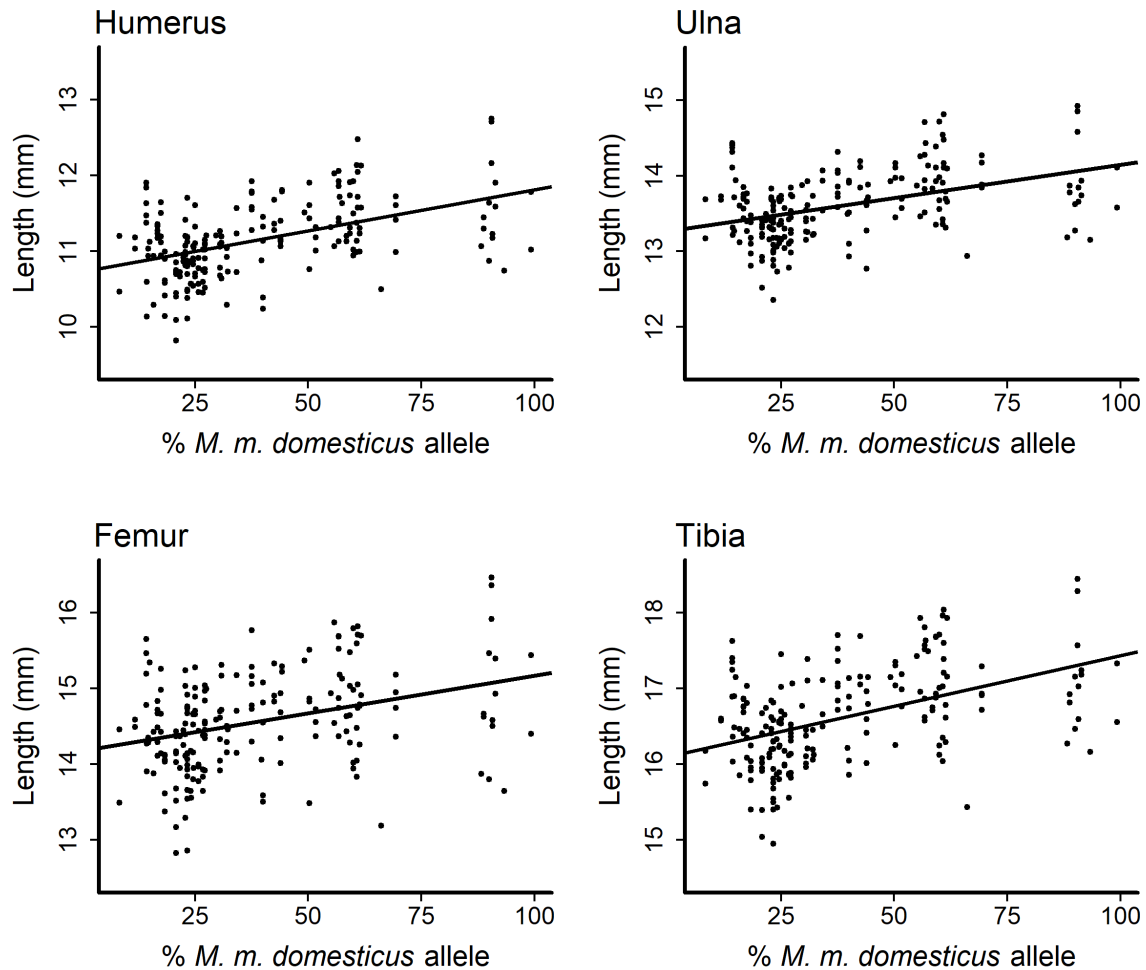 Humerus
Length (mm)
13
12
11
10
25 50 75 100
% M. m. domesticus allele
Ulna
Length (mm)
15
14
13
12
25 50 75 100
% M. m. domesticus allele
Femur
Length (mm)
16
15
14
13
25 50 75 100
% M. m. domesticus allele
Tibia
Length (mm)
18
17
16
15
25 50 75 100
% M. m. domesticus allele